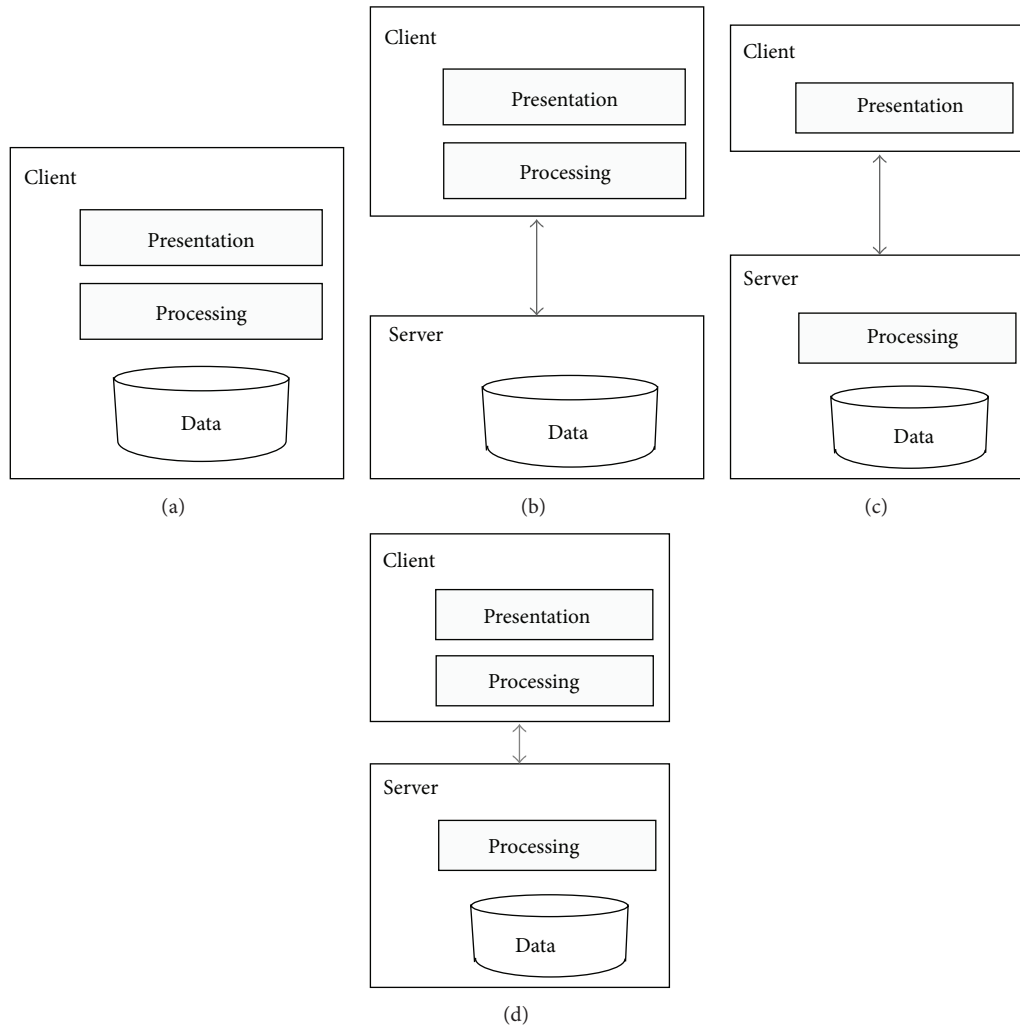 Client
Presentation
Processing
Data
(a)
Client
Presentation
Processing
Server
Data
(b)
Client
Presentation
Server
Processing
Data
(c)
Client
Presentation
Processing
Server
Processing
Data
(d)